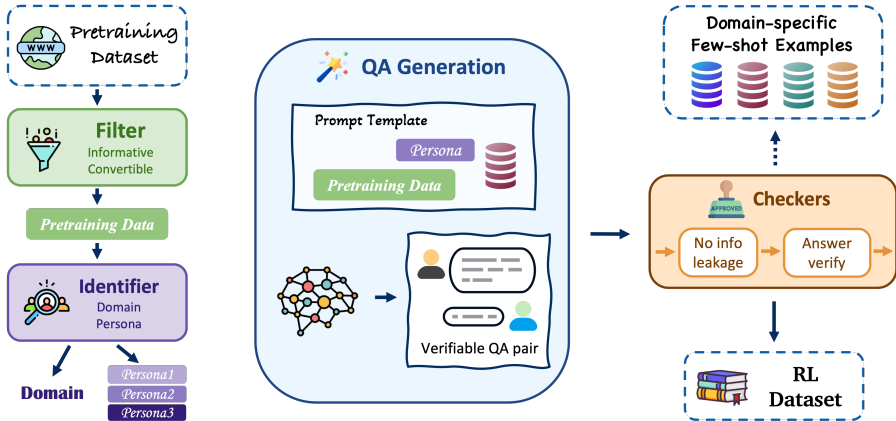 Pretraining
Dataset
WWW
Filter
Informative
Convertible
Pretraining Data
Identifier
Domain
Persona
Domain
Persona1
Persona2
Persona3
QA Generation
Prompt Template
Persona
Pretraining Data
Verifiable QA pair
Domain-specific
Few-shot Examples
APPROVED
Checkers
No info
leakage
Answer
verify
RL
Dataset